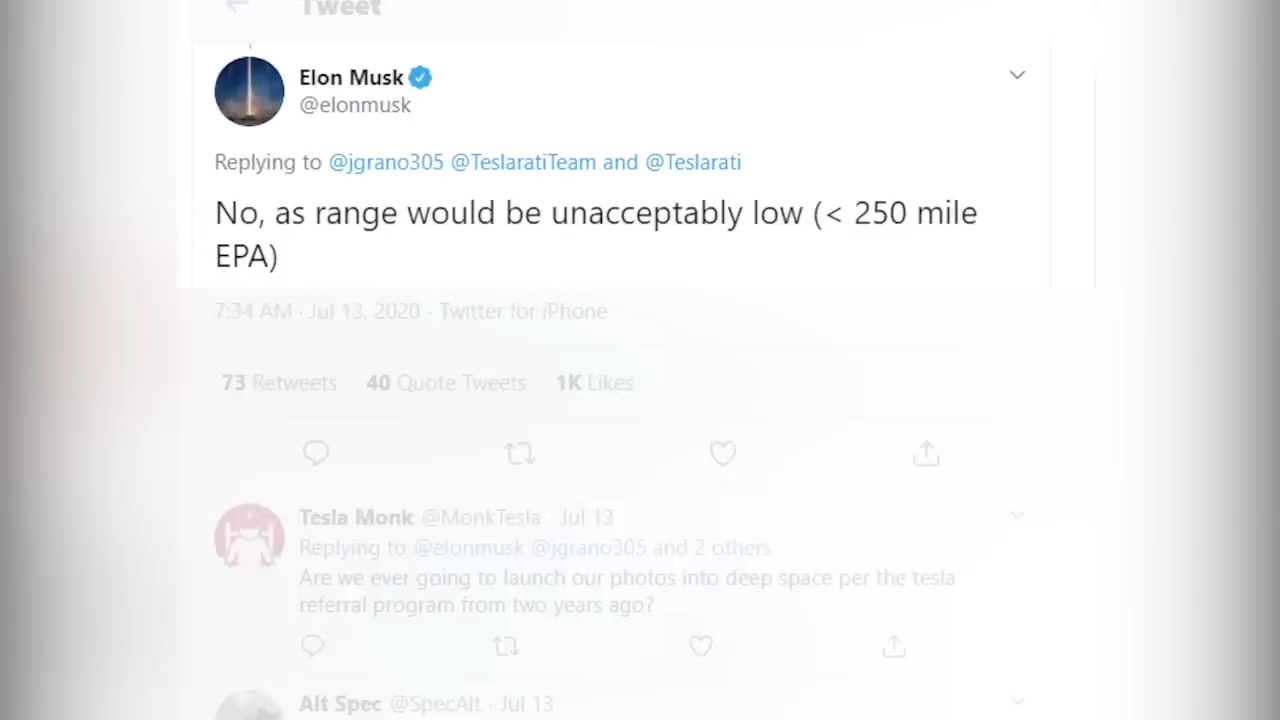 Tweet
Elon Musk
@elonmusk
Replying to @jgrano305 @TeslaratiTeam and @Teslarati
No, as range would be unacceptably low (< 250 mile
EPA)
7:34 AM · Jul 13, 2020 · Twitter for iPhone
73 Retweets 40 Quote Tweets 1K Likes
Tesla Monk @MonkTesla · Jul 13
Replying to @elonmusk @jgrano305 and 2 others
Are we ever going to launch our photos into deep space per the tesla
referral program from two years ago?
Alt Spec @SpecAlt · Jul 13